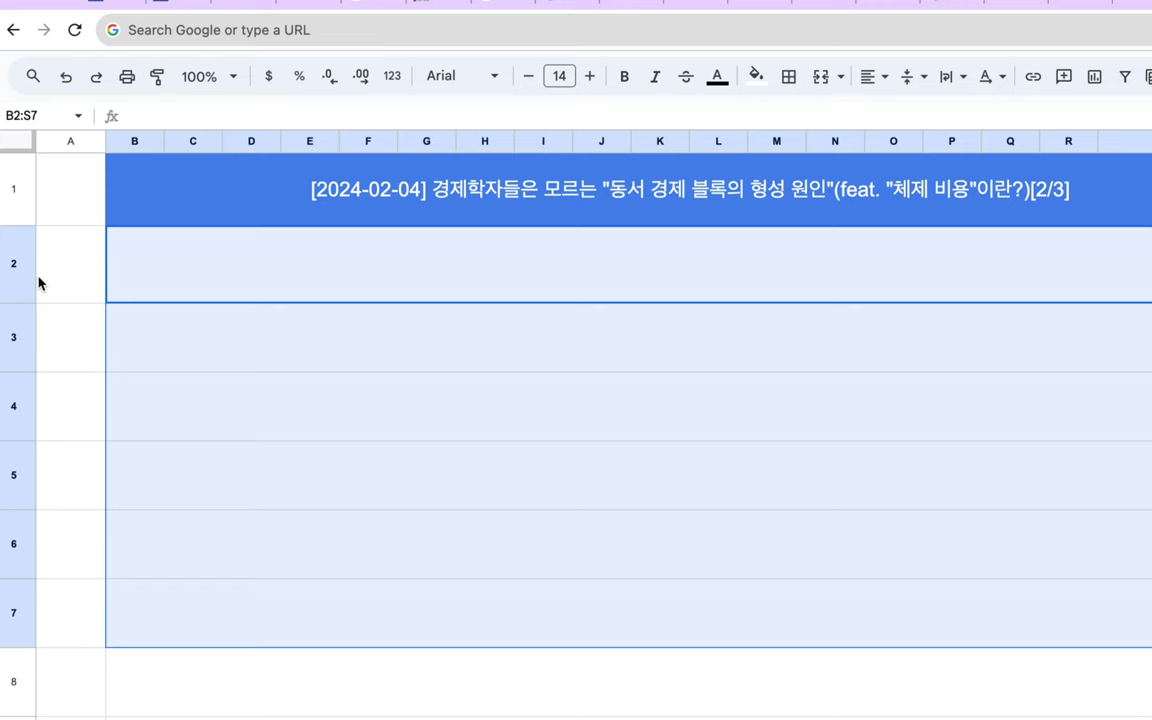 Search Google or type a URL
100% $ % .0 .00 123 Arial 14 B I A
B2:S7 fx
A B C D E F G H I J K L M N O P Q R
1 [2024-02-04] 경제학자들은 모르는 "동서 경제 블록의 형성 원인"(feat. "체제 비용"이란?)[2/3]
2
3
4
5
6
7
8